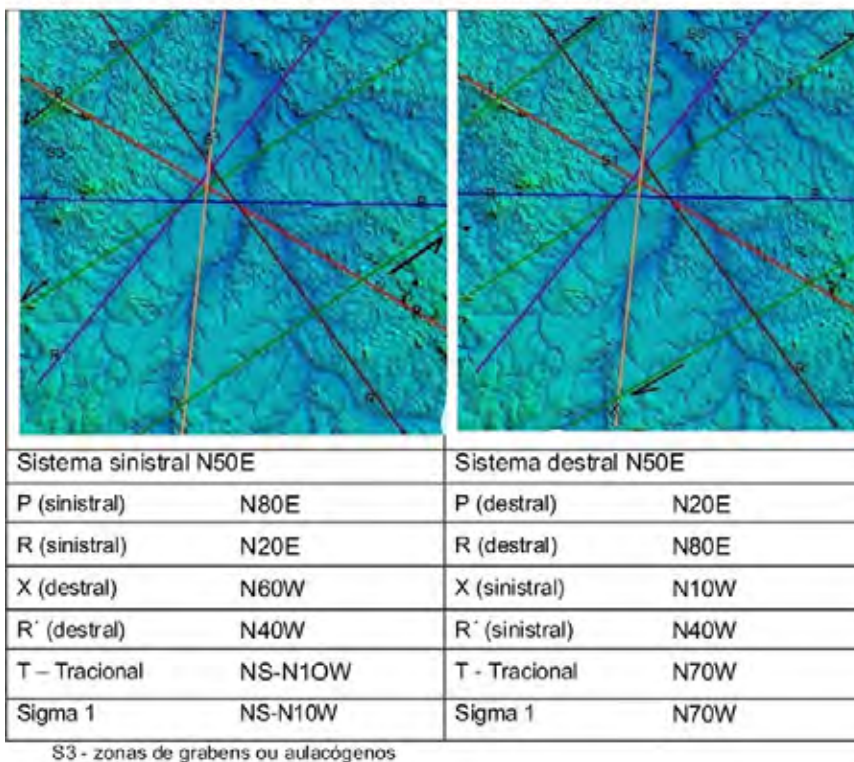 Sistema sinistral N50E
Sistema destral N50E
P (sinistral) N80E
P (destral) N20E
R (sinistral) N20E
R (destral) N80E
X (destral) N60W
X (sinistral) N10W
R´ (destral) N40W
R´ (sinistral) N40W
T – Tracional NS-N1OW
T - Tracional N70W
Sigma 1 NS-N10W
Sigma 1 N70W
S3 - zonas de grabens ou aulacógenos